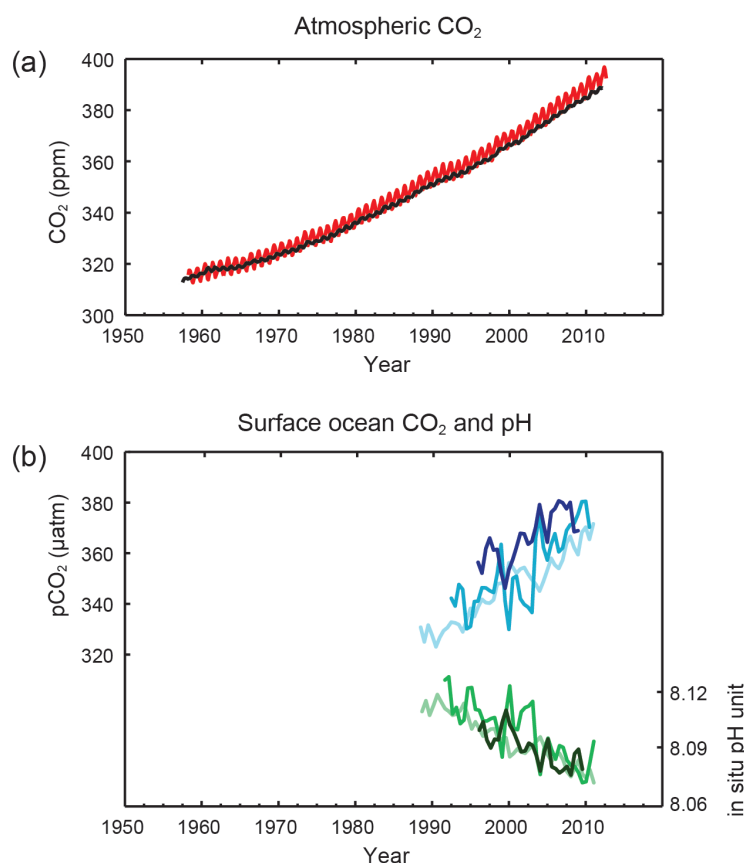 Atmospheric CO₂
(a)
400
380
360
340
320
300
CO₂ (ppm)
1950 1960 1970 1980 1990 2000 2010
Year
Surface ocean CO₂ and pH
(b)
400
380
360
340
320
pCO₂ (µatm)
8.12
8.09
8.06
in situ pH unit
1950 1960 1970 1980 1990 2000 2010
Year